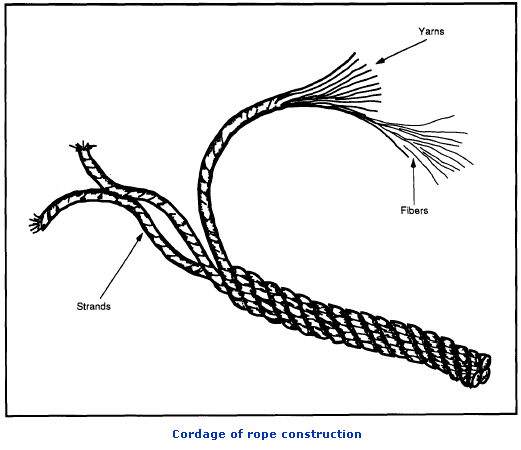 Yarns
Fibers
Strands
Cordage of rope construction